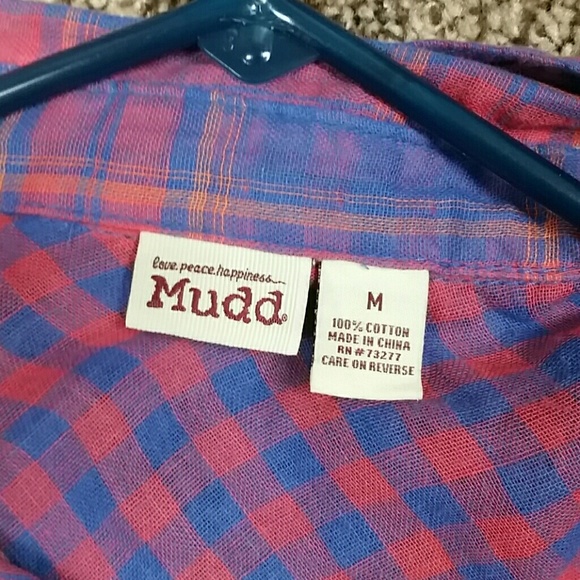 love.peace.happiness
Mudd®
M
100% COTTON
MADE IN CHINA
RN # 73277
CARE ON REVERSE